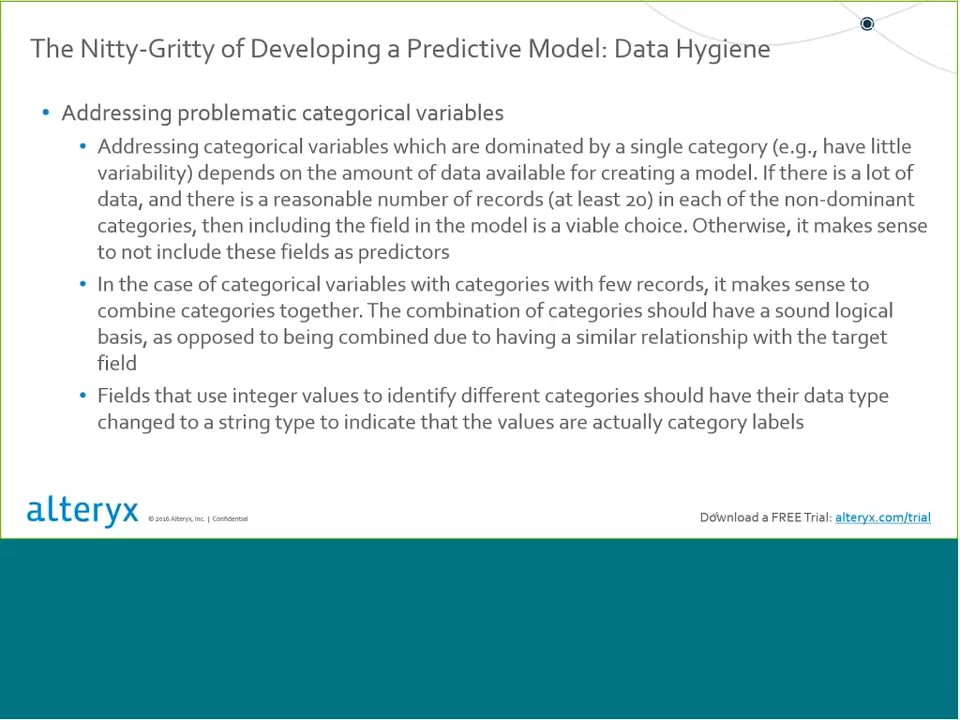 The Nitty-Gritty of Developing a Predictive Model: Data Hygiene
• Addressing problematic categorical variables
• Addressing categorical variables which are dominated by a single category (e.g., have little
variability) depends on the amount of data available for creating a model. If there is a lot of
data, and there is a reasonable number of records (at least 20) in each of the non-dominant
categories, then including the field in the model is a viable choice. Otherwise, it makes sense
to not include these fields as predictors
• In the case of categorical variables with categories with few records, it makes sense to
combine categories together. The combination of categories should have a sound logical
basis, as opposed to being combined due to having a similar relationship with the target
field
• Fields that use integer values to identify different categories should have their data type
changed to a string type to indicate that the values are actually category labels
alteryx © 2016 Alteryx, Inc. | Confidential
Download a FREE Trial: alteryx.com/trial